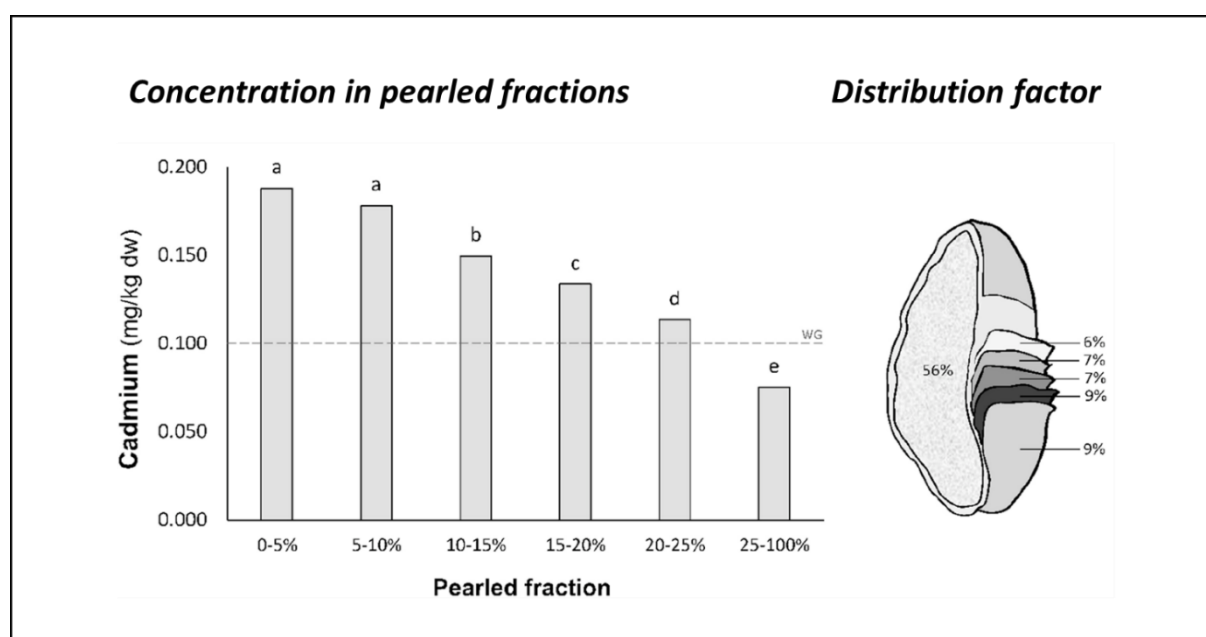 Concentration in pearled fractions
Distribution factor
Cadmium (mg/kg dw)
0.200
0.150
0.100
0.050
0.000
a
a
b
c
d
e
WG
0-5%
5-10%
10-15%
15-20%
20-25%
25-100%
Pearled fraction
56%
6%
7%
7%
9%
9%